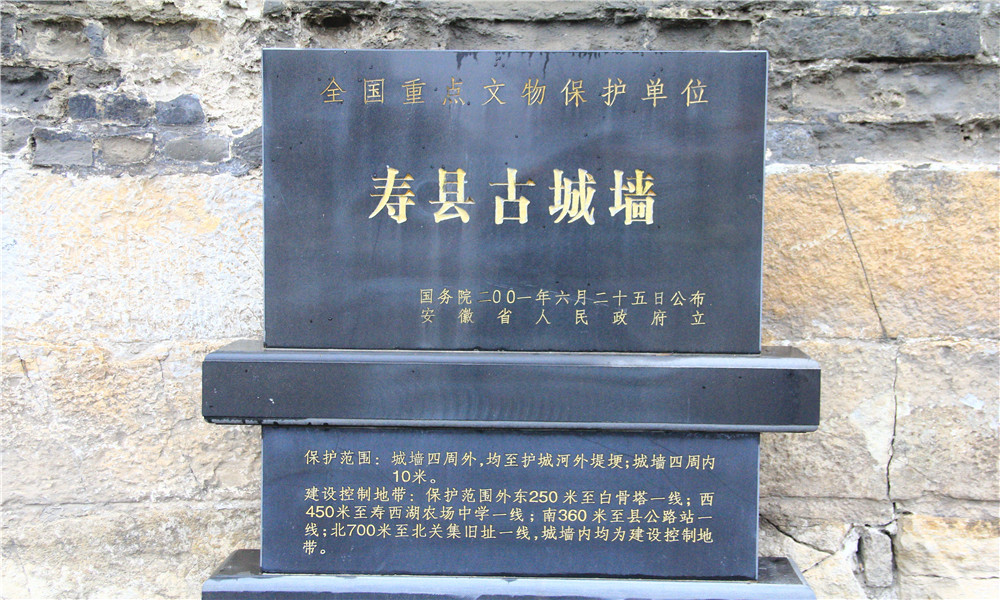 全国重点文物保护单位
寿县古城墙
国务院二00一年六月二十五日公布
安徽省人民政府立
保护范围：城墙四周外，均至护城河外堤埂；城墙四周内
10米。
建设控制地带：保护范围外东250米至白骨塔一线；西
450米至寿西湖农场中学一线；南360米至县公路站一
线；北700米至北关集旧址一线，城墙内均为建设控制地
带。